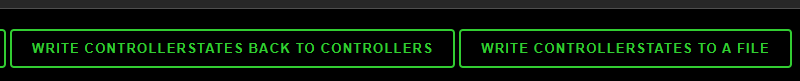 WRITE CONTROLLERSTATES BACK TO CONTROLLERS
WRITE CONTROLLERSTATES TO A FILE